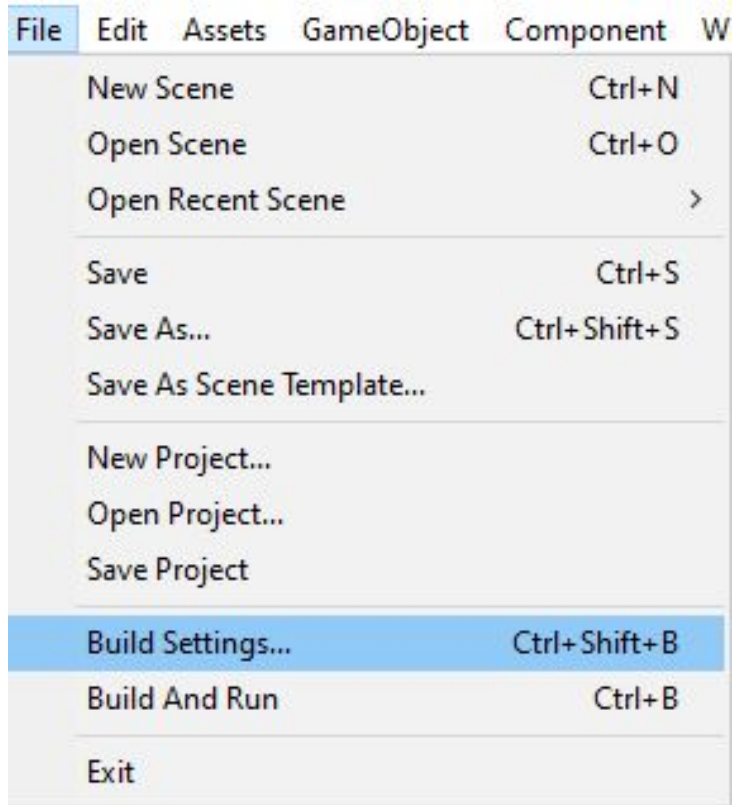 File Edit Assets GameObject Component W
New Scene Ctrl+N
Open Scene Ctrl+O
Open Recent Scene >
Save Ctrl+S
Save As... Ctrl+Shift+S
Save As Scene Template...
New Project...
Open Project...
Save Project
Build Settings... Ctrl+Shift+B
Build And Run Ctrl+B
Exit